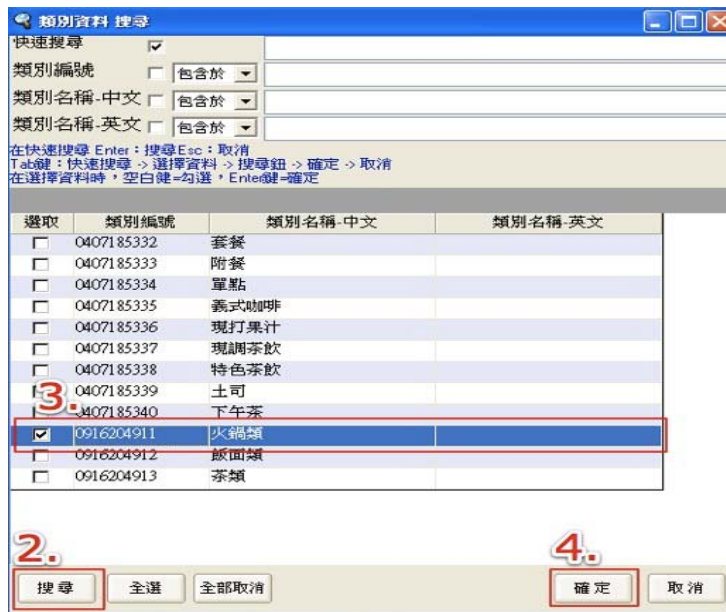 類別資料 搜尋
快速搜尋
類別編號 包含於
類別名稱-中文 包含於
類別名稱-英文 包含於
在快速搜尋 Enter：搜尋Esc：取消
Tab鍵：快速搜尋 -> 選擇資料 -> 搜尋鈕 -> 確定 -> 取消
在選擇資料時，空白健=勾選，Enter鍵=確定
選取 類別編號 類別名稱-中文 類別名稱-英文
0407185332 套餐
0407185333 附餐
0407185334 單點
0407185335 義式咖啡
0407185336 現打果汁
0407185337 現調茶飲
0407185338 特色茶飲
0407185339 土司
3.
0407185340 下午茶
0916204911 火鍋類
0916204912 飯面類
0916204913 茶類
2. 4.
搜尋 全選 全部取消 確定 取消